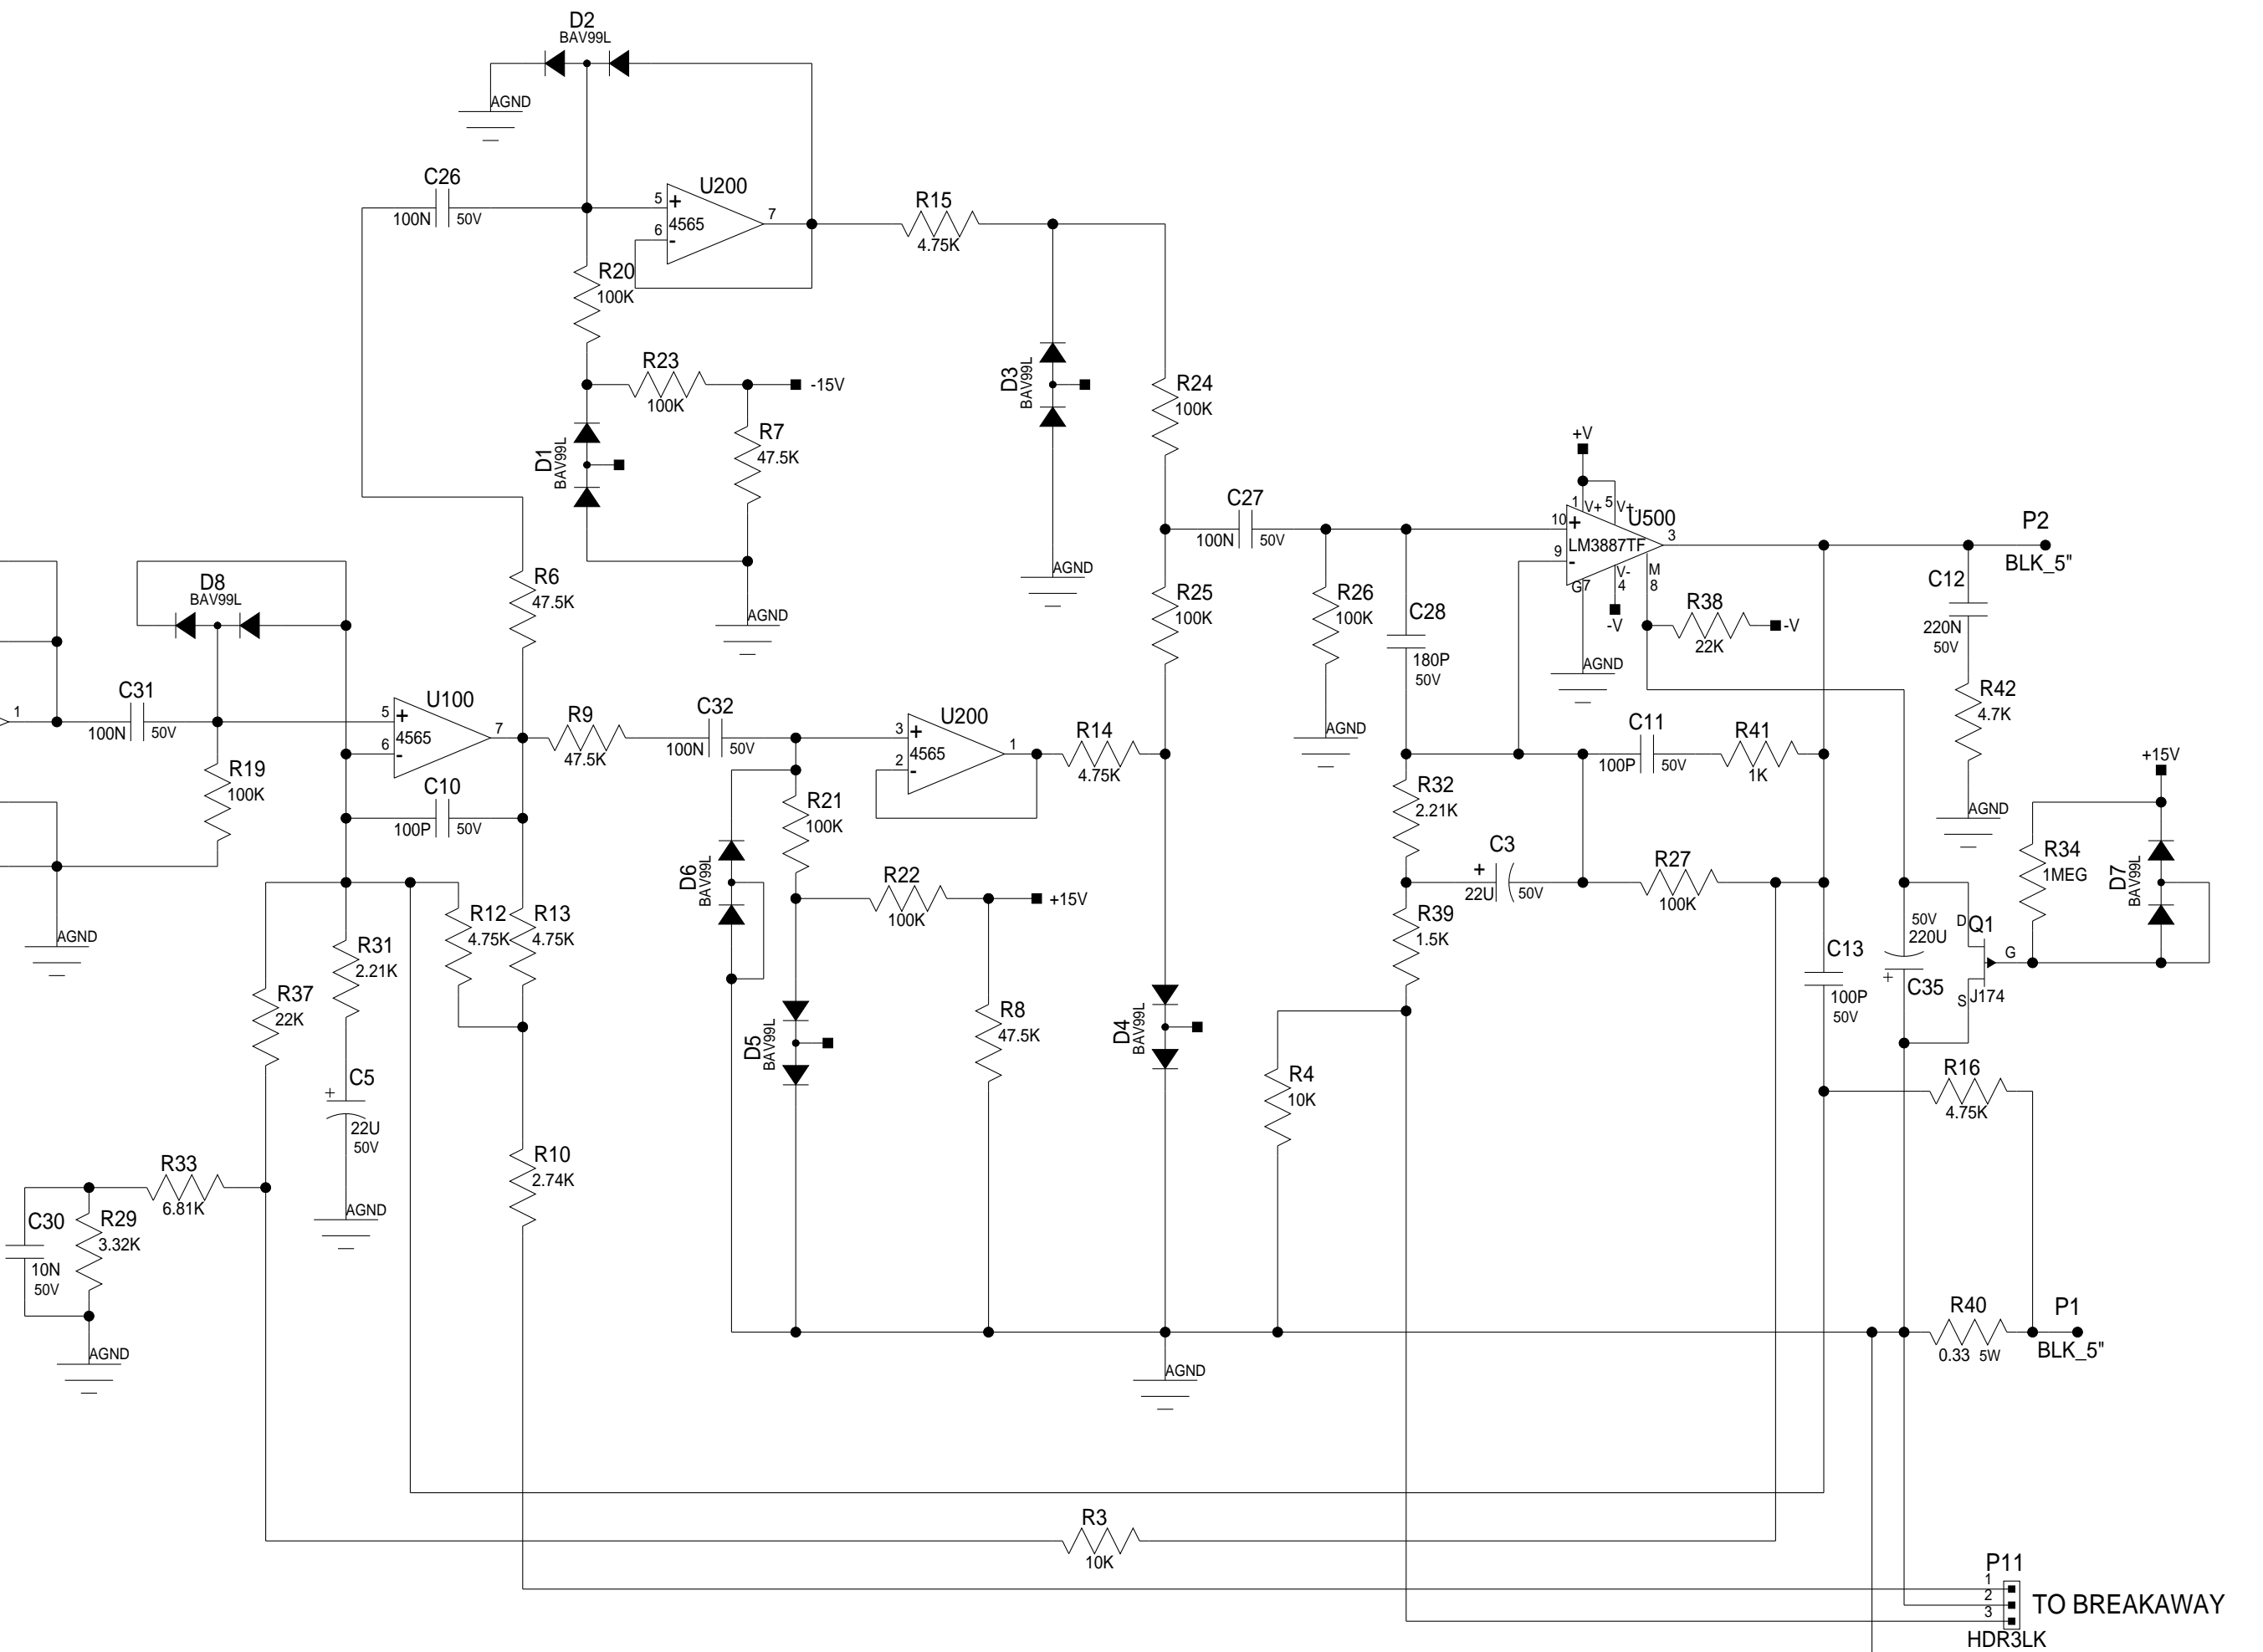 D2
BAV99L
AGND
C26
100N
50V
5
+
U200
4565
6
-
7
R15
4.75K
R20
100K
R23
100K
-15V
D1
BAV99L
R7
47.5K
AGND
D3
BAV99L
AGND
R24
100K
C27
100N
50V
+V
1
V+
5
V+
U500
10
+
LM3887TF
3
9
-
G
7
V-
4
M
8
-V
AGND
R38
22K
-V
P2
BLK_5"
C12
220N
50V
R42
4.7K
AGND
D8
BAV99L
R6
47.5K
R25
100K
R26
100K
AGND
C28
180P
50V
1
C31
100N
50V
5
+
U100
4565
6
-
7
R9
47.5K
C32
100N
50V
3
+
U200
4565
2
-
1
R14
4.75K
C11
100P
50V
R41
1K
+15V
R19
100K
C10
100P
50V
R21
100K
R32
2.21K
C3
+
22U
50V
R27
100K
R34
1MEG
D7
BAV99L
D6
BAV99L
R22
100K
+15V
AGND
R31
2.21K
R12
4.75K
R13
4.75K
R39
1.5K
C13
100P
50V
50V
220U
+
C35
D
Q1
G
S
J174
R37
22K
D5
BAV99L
R8
47.5K
D4
BAV99L
R4
10K
R16
4.75K
C5
+
22U
50V
AGND
R33
6.81K
R10
2.74K
C30
10N
50V
R29
3.32K
AGND
AGND
R40
0.33
5W
P1
BLK_5"
R3
10K
P11
1
2
3
TO BREAKAWAY
HDR3LK